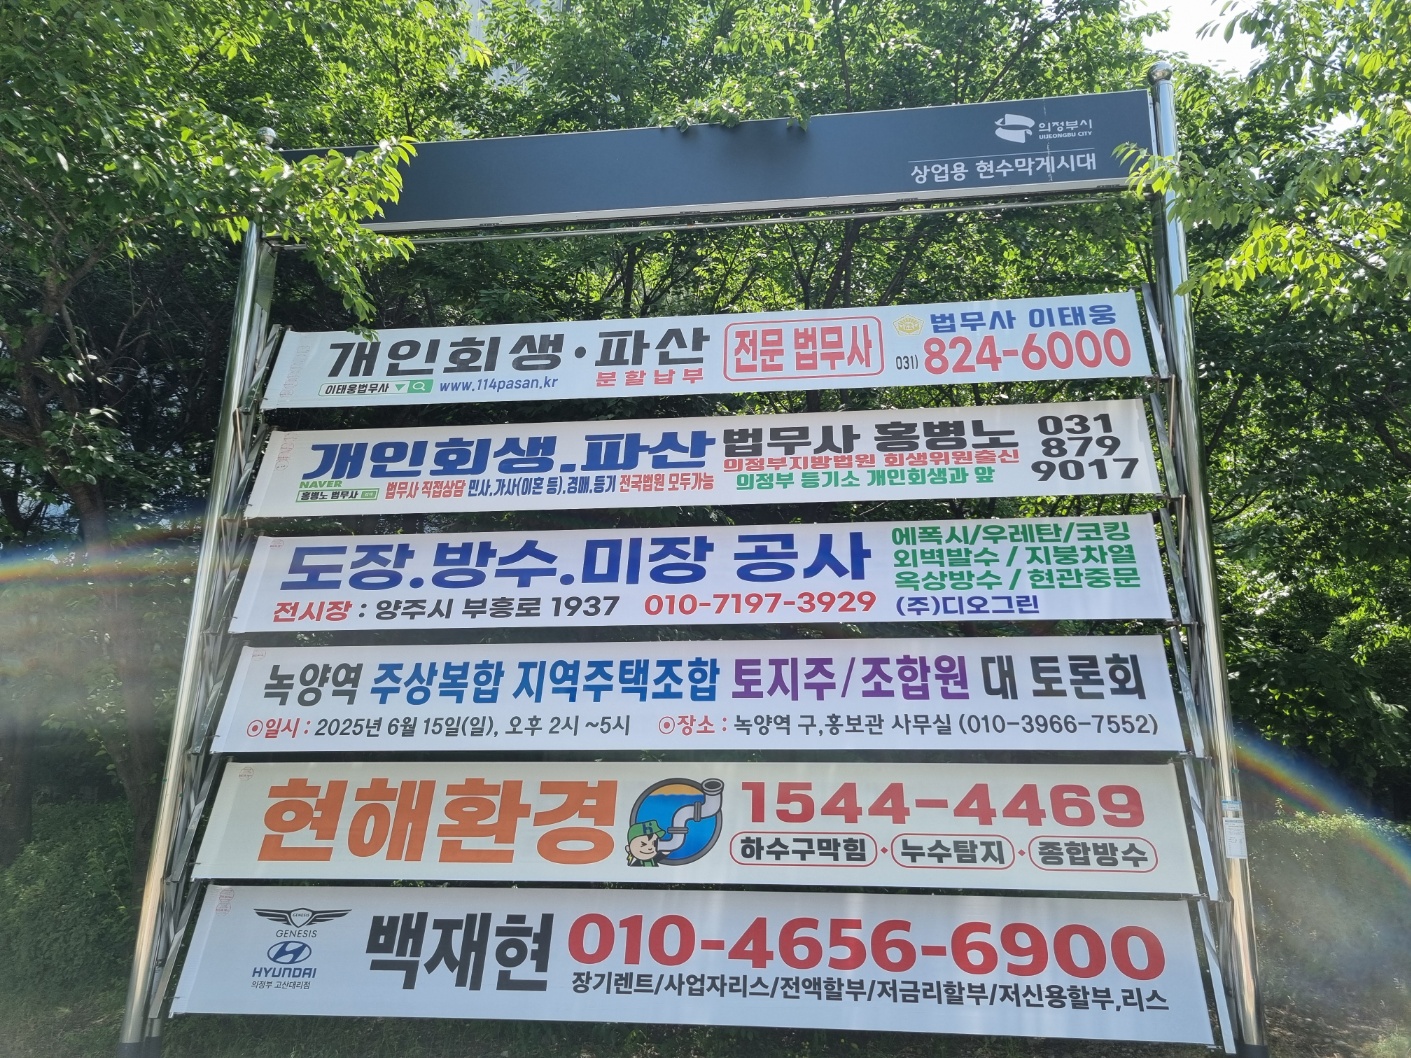 의정부시
UIJEONGBU CITY
상업용 현수막게시대
개인회생·파산 전문 법무사 법무사 이태웅
분할납부 031) 824-6000
이태웅법무사 www.114pasan.kr
개인회생.파산 법무사 홍병노 031 879 9017
의정부지방법원 회생위원출신
NAVER
홍병노 법무사 법무사 직접상담 민사,가사(이혼 등),경매,등기 전국법원 모두가능
의정부 등기소 개인회생과 앞
도장.방수.미장 공사
에폭시/우레탄/코킹
외벽발수/지붕차열
옥상방수/현관중문
전시장 : 양주시 부흥로 1937 010-7197-3929 (주)디오그린
녹양역 주상복합 지역주택조합 토지주/조합원 대 토론회
◉일시 : 2025년 6월 15일(일), 오후 2시 ~5시 ◉장소 : 녹양역 구,홍보관 사무실 (010-3966-7552)
현해환경 1544-4469
하수구막힘·누수탐지·종합방수
GENESIS
GENESIS
HYUNDAI
의정부 고산대리점
백재현 010-4656-6900
장기렌트/사업자리스/전액할부/저금리할부/저신용할부,리스